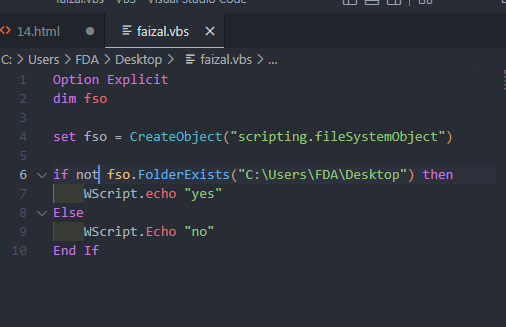 faizal.vbs - VBS - Visual Studio Code
14.html
faizal.vbs
C: > Users > FDA > Desktop > faizal.vbs > ...
1 Option Explicit
2 dim fso
3
4 set fso = CreateObject("scripting.fileSystemObject")
5
6 if not fso.FolderExists("C:\Users\FDA\Desktop") then
7 WScript.echo "yes"
8 Else
9 WScript.Echo "no"
10 End If